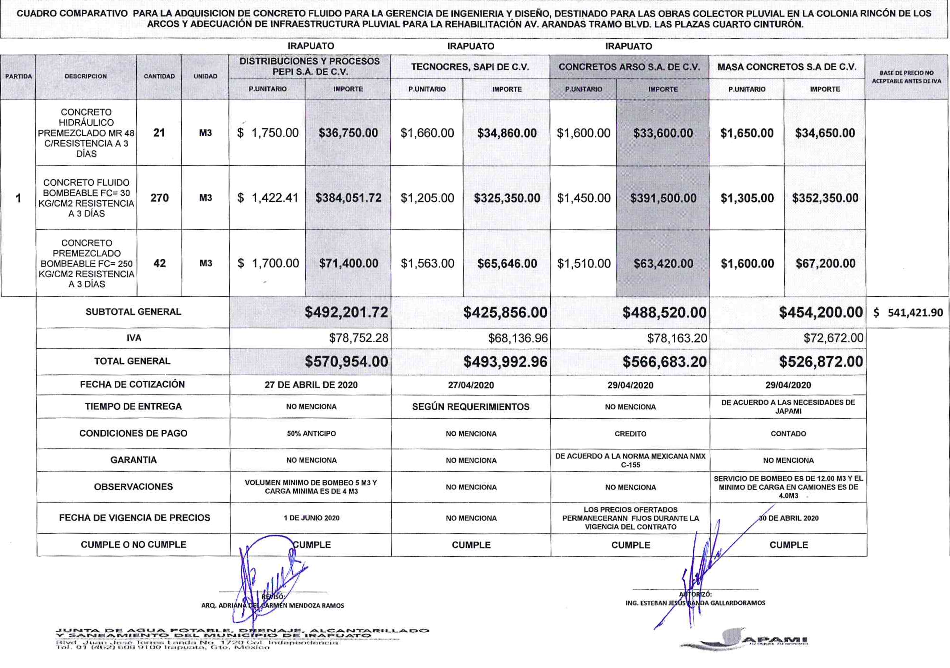 CUADRO COMPARATIVO PARA LA ADQUISICION DE CONCRETO FLUIDO PARA LA GERENCIA DE INGENIERIA Y DISEÑO, DESTINADO PARA LAS OBRAS COLECTOR PLUVIAL EN LA COLONIA RINCÓN DE LOS
ARCOS Y ADECUACIÓN DE INFRAESTRUCTURA PLUVIAL PARA LA REHABILITACIÓN AV. ARANDAS TRAMO BLVD. LAS PLAZAS CUARTO CINTURÓN.
IRAPUATO IRAPUATO IRAPUATO
PARTIDA DESCRIPCION CANTIDAD UNIDAD DISTRIBUCIONES Y PROCESOS PEPI S.A. DE C.V. TECNOCRES, SAPI DE C.V. CONCRETOS ARSO S.A. DE C.V. MASA CONCRETOS S.A DE C.V. BASE DE PRECIO NO ACEPTABLE ANTES DE IVA
P.UNITARIO IMPORTE P.UNITARIO IMPORTE P.UNITARIO IMPORTE P.UNITARIO IMPORTE
1
CONCRETO HIDRÁULICO PREMEZCLADO MR 48 C/RESISTENCIA A 3 DÍAS 21 M3 $ 1,750.00 $36,750.00 $1,660.00 $34,860.00 $1,600.00 $33,600.00 $1,650.00 $34,650.00
CONCRETO FLUIDO BOMBEABLE FC= 30 KG/CM2 RESISTENCIA A 3 DÍAS 270 M3 $ 1,422.41 $384,051.72 $1,205.00 $325,350.00 $1,450.00 $391,500.00 $1,305.00 $352,350.00
CONCRETO PREMEZCLADO BOMBEABLE FC= 250 KG/CM2 RESISTENCIA A 3 DÍAS 42 M3 $ 1,700.00 $71,400.00 $1,563.00 $65,646.00 $1,510.00 $63,420.00 $1,600.00 $67,200.00
SUBTOTAL GENERAL $492,201.72 $425,856.00 $488,520.00 $454,200.00 $ 541,421.90
IVA $78,752.28 $68,136.96 $78,163.20 $72,672.00
TOTAL GENERAL $570,954.00 $493,992.96 $566,683.20 $526,872.00
FECHA DE COTIZACIÓN 27 DE ABRIL DE 2020 27/04/2020 29/04/2020 29/04/2020
TIEMPO DE ENTREGA NO MENCIONA SEGÚN REQUERIMIENTOS NO MENCIONA DE ACUERDO A LAS NECESIDADES DE JAPAMI
CONDICIONES DE PAGO 50% ANTICIPO NO MENCIONA CREDITO CONTADO
GARANTIA NO MENCIONA NO MENCIONA DE ACUERDO A LA NORMA MEXICANA NMX C-155 NO MENCIONA
OBSERVACIONES VOLUMEN MINIMO DE BOMBEO 5 M3 Y CARGA MINIMA ES DE 4 M3 NO MENCIONA NO MENCIONA SERVICIO DE BOMBEO ES DE 12.00 M3 Y EL MINIMO DE CARGA EN CAMIONES ES DE 4.0M3
FECHA DE VIGENCIA DE PRECIOS 1 DE JUNIO 2020 NO MENCIONA LOS PRECIOS OFERTADOS PERMANECERANN FIJOS DURANTE LA VIGENCIA DEL CONTRATO 30 DE ABRIL 2020
CUMPLE O NO CUMPLE CUMPLE CUMPLE CUMPLE CUMPLE
REVISÓ:
ARQ. ADRIANA DEL CARMEN MENDOZA RAMOS
AUTORIZÓ:
ING. ESTEBAN JESÚS BANDA GALLARDORAMOS
JUNTA DE AGUA POTABLE, DRENAJE, ALCANTARILLADO
Y SANEAMIENTO DEL MUNICIPIO DE IRAPUATO
Blvd. Juan José Torres Landa No. 1720 Col. Independencia
Tel. 01 (462) 606 9100 Irapuato, Gto. México
JAPAMI